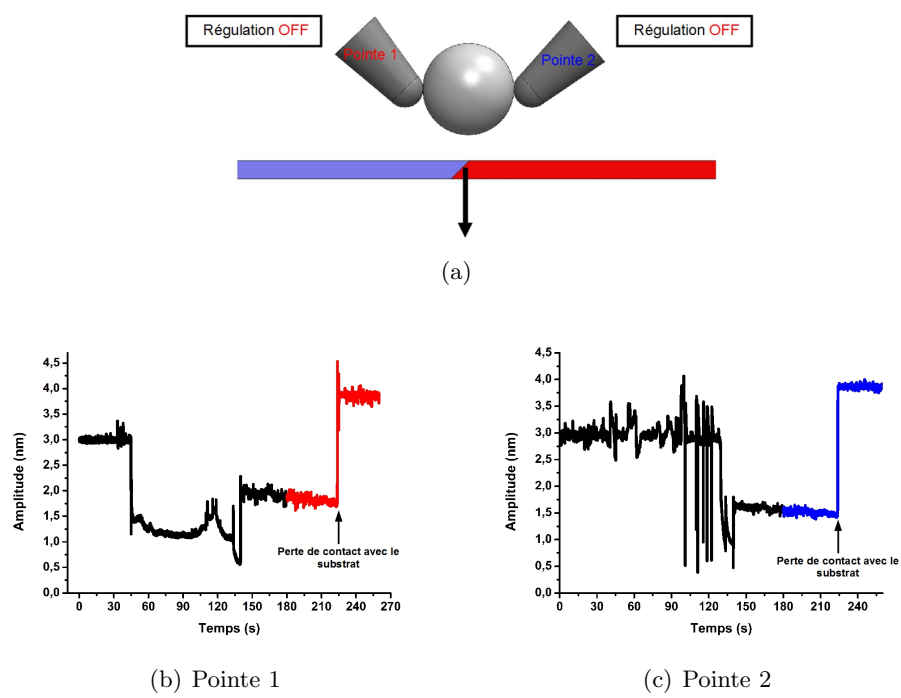 Régulation OFF
Régulation OFF
Pointe 1
Pointe 2
(a)
Amplitude (nm)
4,5
4,0
3,5
3,0
2,5
2,0
1,5
1,0
0,5
0,0
Perte de contact avec le
substrat
0 30 60 90 120 150 180 210 240 270
Temps (s)
(b) Pointe 1
Amplitude (nm)
4,5
4,0
3,5
3,0
2,5
2,0
1,5
1,0
0,5
0,0
Perte de contact avec le
substrat
0 30 60 90 120 150 180 210 240
Temps (s)
(c) Pointe 2